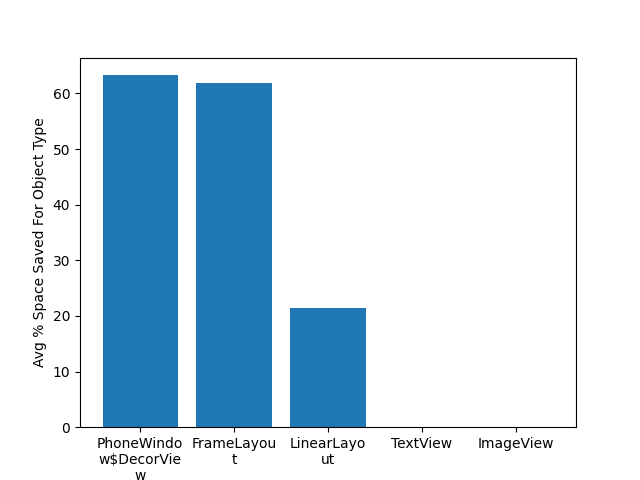 Avg % Space Saved For Object Type
60
50
40
30
20
10
0
PhoneWindo
w$DecorVie
w
FrameLayou
t
LinearLayo
ut
TextView
ImageView